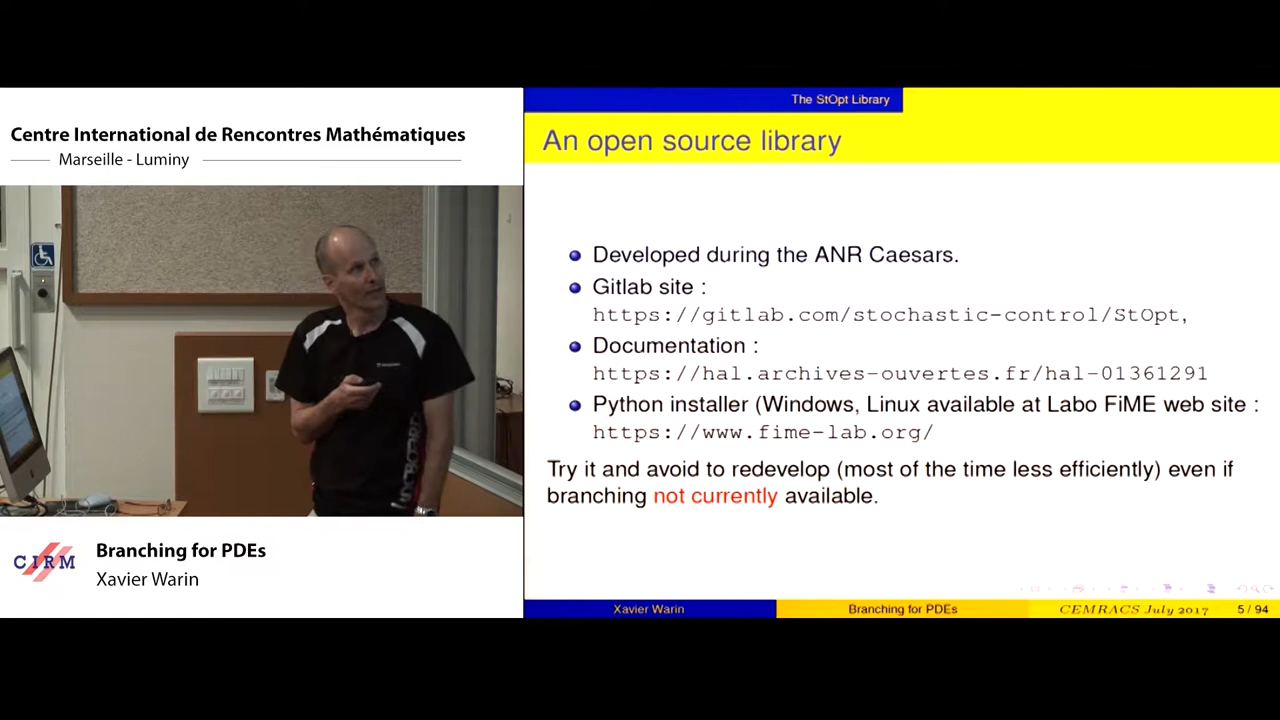 Centre International de Rencontres Mathématiques
Marseille - Luminy
CIRM
Branching for PDEs
Xavier Warin
The StOpt Library
An open source library
Developed during the ANR Caesars.
Gitlab site :
https://gitlab.com/stochastic-control/StOpt,
Documentation :
https://hal.archives-ouvertes.fr/hal-01361291
Python installer (Windows, Linux available at Labo FiME web site :
https://www.fime-lab.org/
Try it and avoid to redevelop (most of the time less efficiently) even if
branching not currently available.
Xavier Warin
Branching for PDEs
CEMRACS July 2017
5 / 94